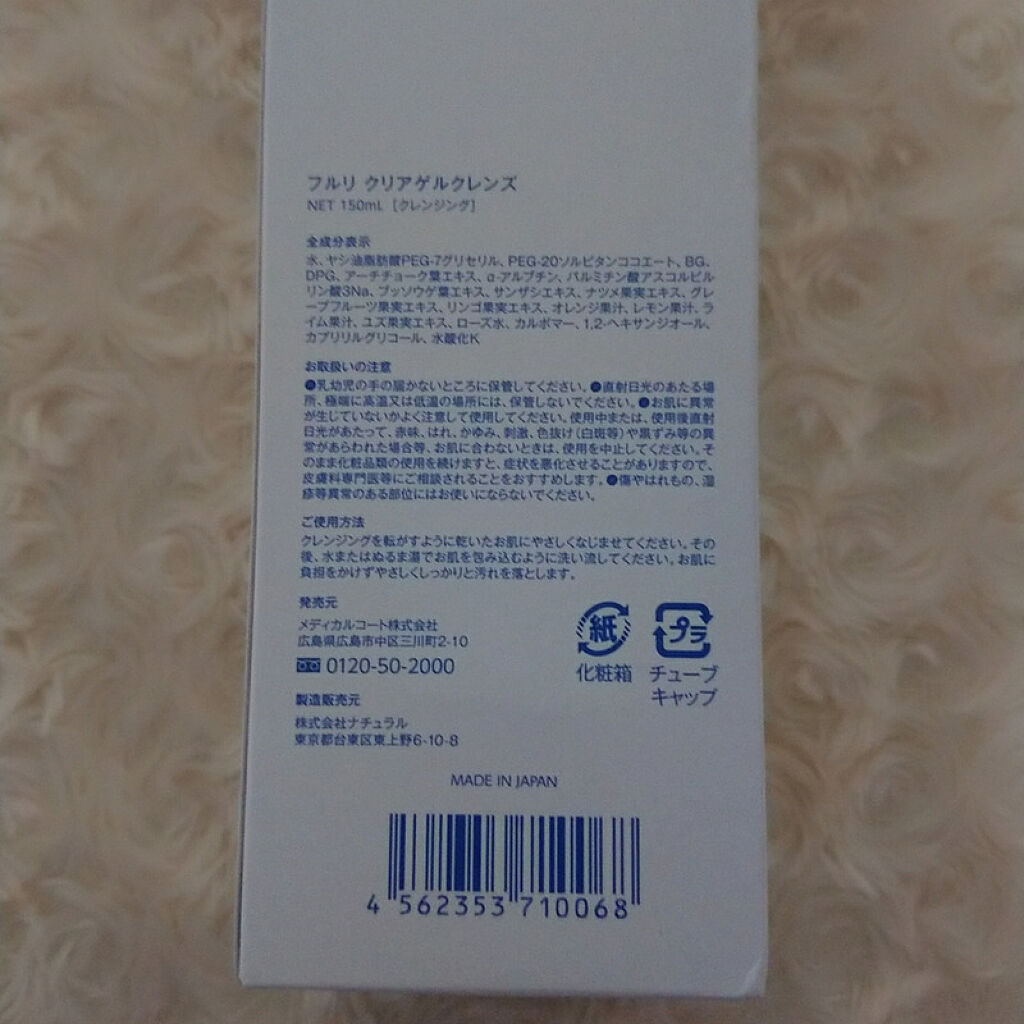 フルリ クリアゲルクレンズ
NET 150mL [クレンジング]
全成分表示
水、ヤシ油脂肪酸PEG-7グリセリル、PEG-20ソルビタンココエート、BG、
DPG、アーチチョーク葉エキス、α-アルブチン、パルミチン酸アスコルビル
リン酸3Na、ブッソウゲ葉エキス、サンザシエキス、ナツメ果実エキス、グレ
ープフルーツ果実エキス、リンゴ果実エキス、オレンジ果汁、レモン果汁、ラ
イム果汁、ユズ果実エキス、ローズ水、カルボマー、1,2-ヘキサンジオール、
カプリリルグリコール、水酸化K
お取扱いの注意
●乳幼児の手の届かないところに保管してください。●直射日光のあたる場
所、極端に高温又は低温の場所には、保管しないでください。●お肌に異常
が生じていないかよく注意して使用してください。使用中または、使用後直射
日光があたって、赤味、はれ、かゆみ、刺激、色抜け(白斑等)や黒ずみ等の異
常があらわれた場合等、お肌に合わないときは、使用を中止してください。そ
のまま化粧品類の使用を続けますと、症状を悪化させることがありますので、
皮膚科専門医等にご相談されることをおすすめします。●傷やはれもの、湿
疹等異常のある部位にはお使いにならないでください。
ご使用方法
クレンジングを転がすように乾いたお肌にやさしくなじませてください。その
後、水またはぬるま湯でお肌を包み込むように洗い流してください。お肌に
負担をかけずやさしくしっかりと汚れを落とします。
発売元
メディカルコート株式会社
広島県広島市中区三川町2-10
0120-50-2000
紙
化粧箱
プラ
チューブ
キャップ
製造販売元
株式会社ナチュラル
東京都台東区東上野6-10-8
MADE IN JAPAN
4 562353 710068